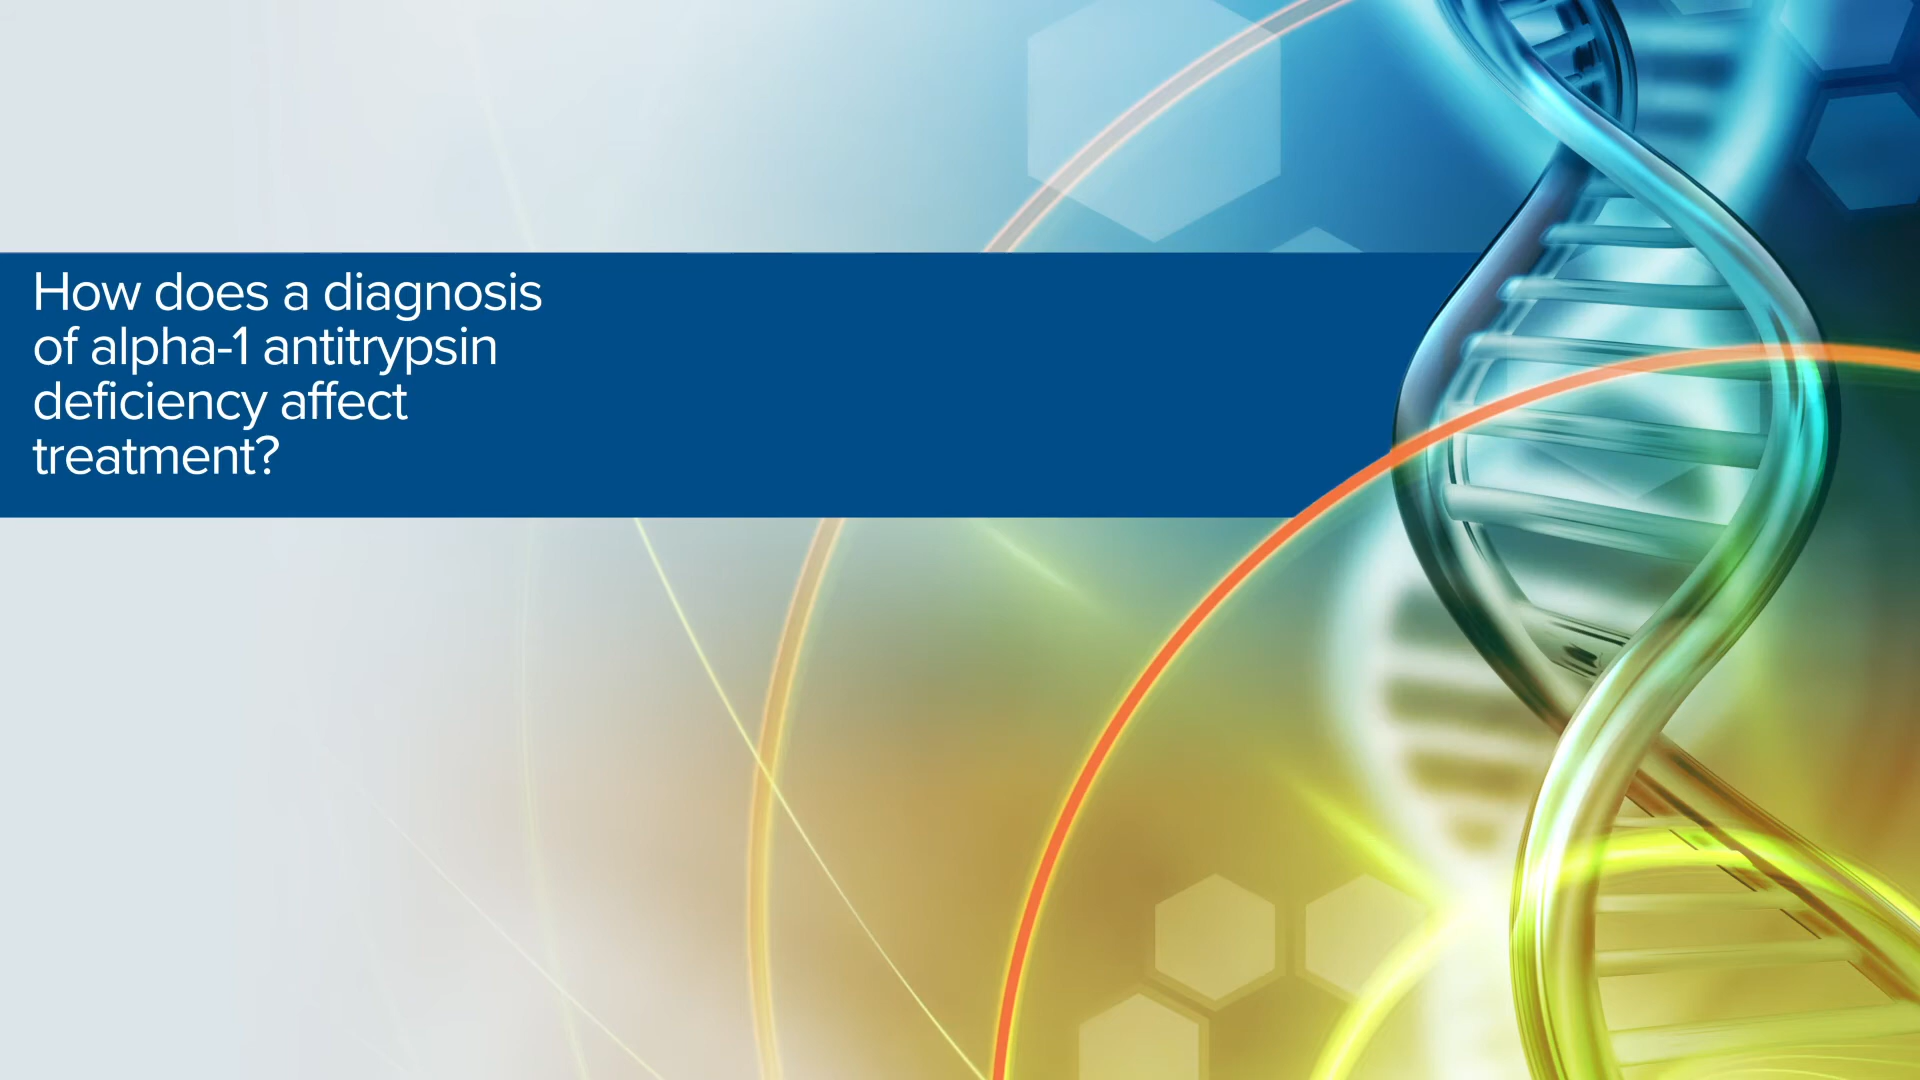 How does a diagnosis
of alpha-1 antitrypsin
deficiency affect
treatment?